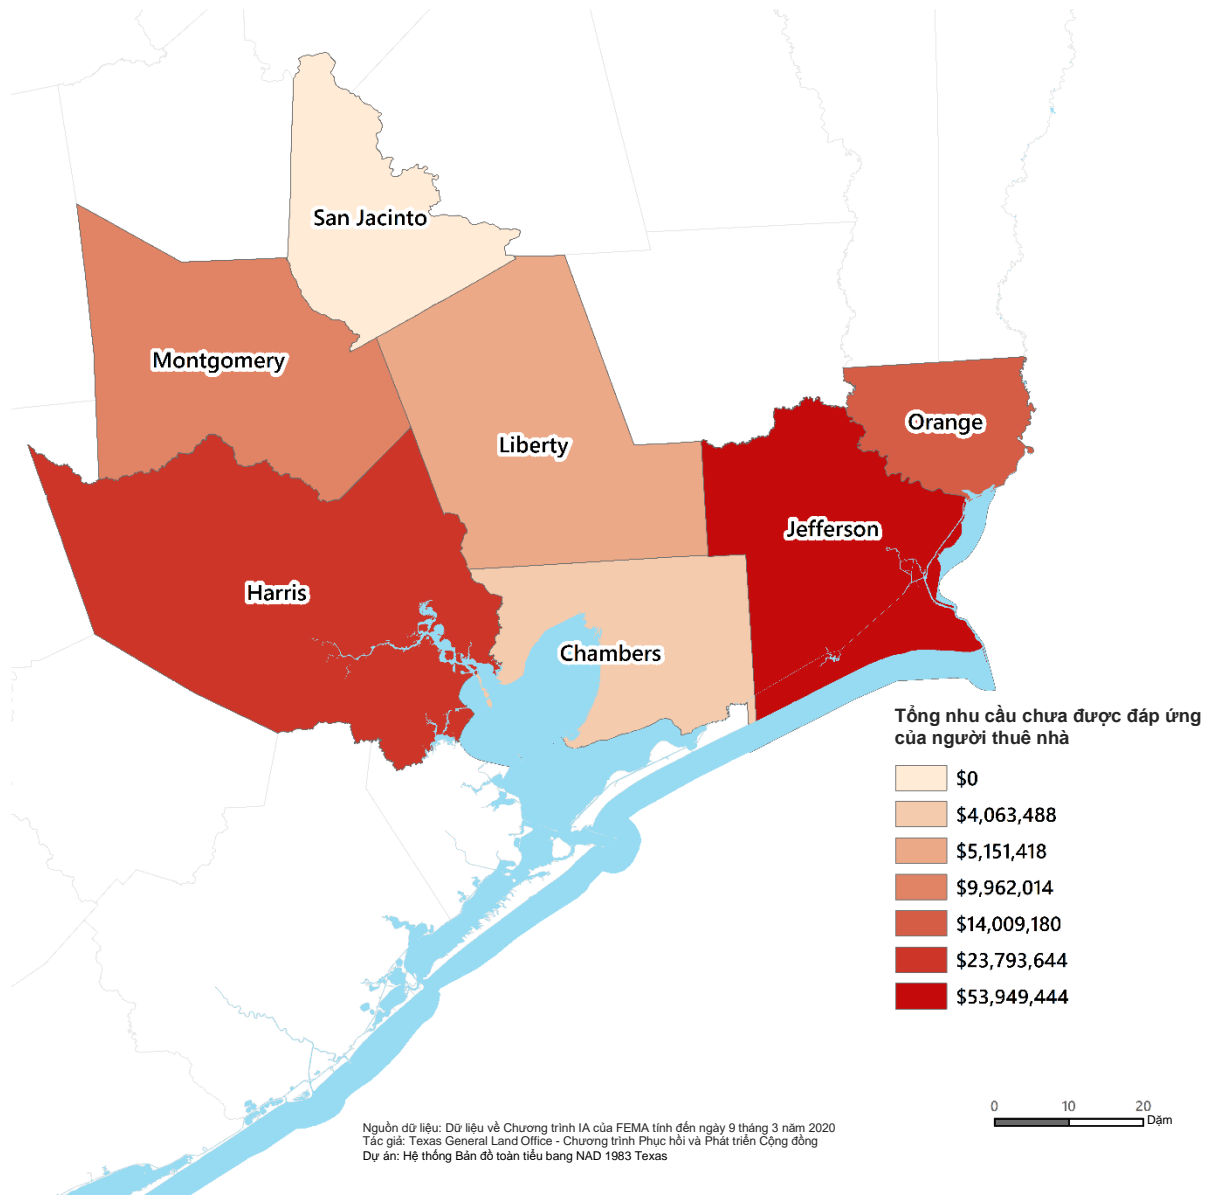 San Jacinto
Montgomery
Orange
Liberty
Jefferson
Harris
Chambers
Tổng nhu cầu chưa được đáp ứng
của người thuê nhà
$0
$4,063,488
$5,151,418
$9,962,014
$14,009,180
$23,793,644
$53,949,444
0 10 20
Dặm
Nguồn dữ liệu: Dữ liệu về Chương trình IA của FEMA tính đến ngày 9 tháng 3 năm 2020
Tác giả: Texas General Land Office - Chương trình Phục hồi và Phát triển Cộng đồng
Dự án: Hệ thống Bản đồ toàn tiểu bang NAD 1983 Texas